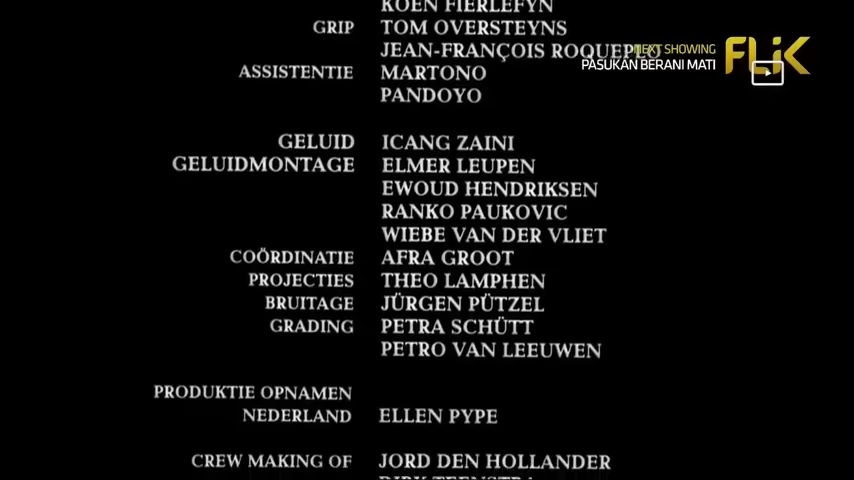 KOEN FIERLEFYN
GRIP TOM OVERSTEYNS
JEAN-FRANÇOIS ROQUEPLO
NEXT SHOWING
PASUKAN BERANI MATI
FLiK
ASSISTENTIE MARTONO
PANDOYO
GELUID ICANG ZAINI
GELUIDMONTAGE ELMER LEUPEN
EWOUD HENDRIKSEN
RANKO PAUKOVIC
WIEBE VAN DER VLIET
COÖRDINATIE AFRA GROOT
PROJECTIES THEO LAMPHEN
BRUITAGE JÜRGEN PÜTZEL
GRADING PETRA SCHÜTT
PETRO VAN LEEUWEN
PRODUKTIE OPNAMEN
NEDERLAND ELLEN PYPE
CREW MAKING OF JORD DEN HOLLANDER